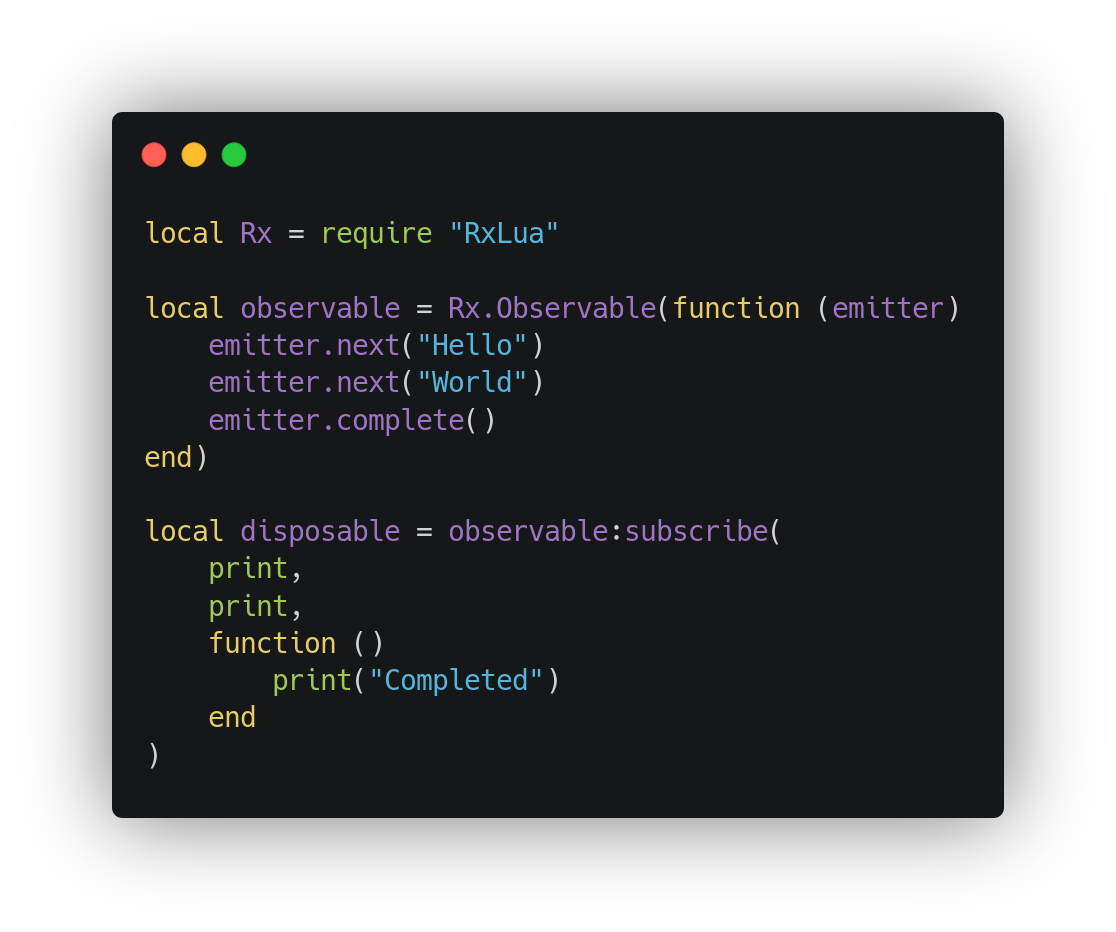 local Rx = require "RxLua"

local observable = Rx.Observable(function (emitter)
    emitter.next("Hello")
    emitter.next("World")
    emitter.complete()
end)

local disposable = observable:subscribe(
    print,
    print,
    function ()
        print("Completed")
    end
)